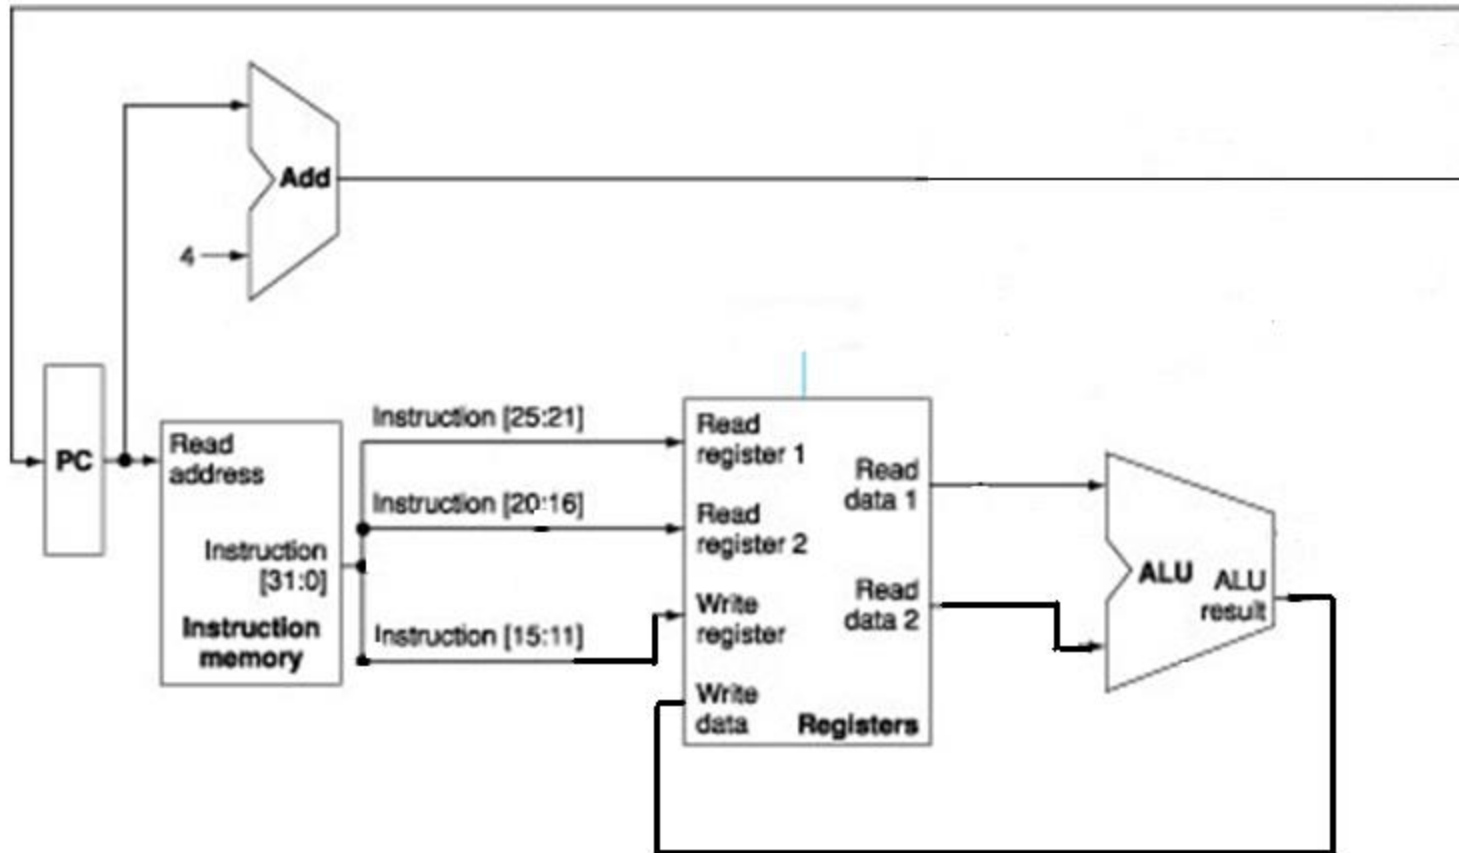 Add
4
PC
Read
address
Instruction
[31:0]
Instruction
memory
Instruction [25:21]
Instruction [20:16]
Instruction [15:11]
Read
register 1
Read
register 2
Write
register
Write
data
Read
data 1
Read
data 2
Registers
ALU
ALU
result